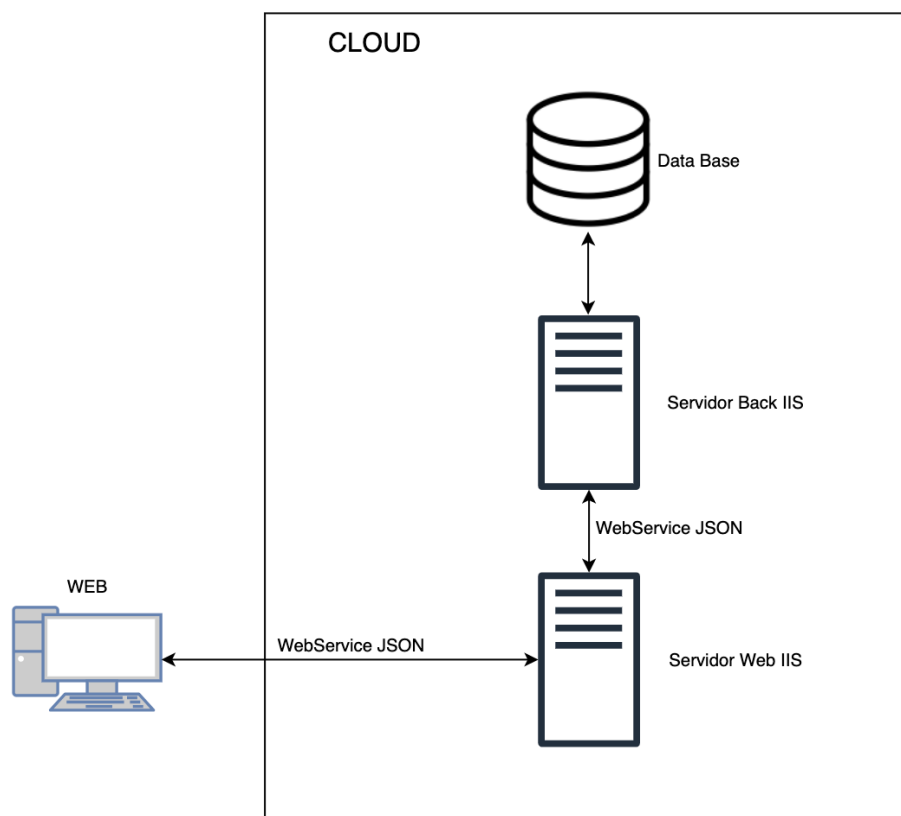 CLOUD
Data Base
Servidor Back IIS
WebService JSON
WEB
WebService JSON
Servidor Web IIS